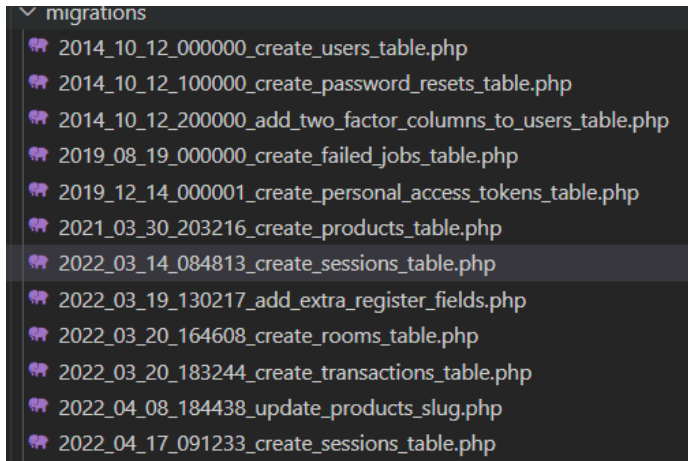 migrations
2014_10_12_000000_create_users_table.php
2014_10_12_100000_create_password_resets_table.php
2014_10_12_200000_add_two_factor_columns_to_users_table.php
2019_08_19_000000_create_failed_jobs_table.php
2019_12_14_000001_create_personal_access_tokens_table.php
2021_03_30_203216_create_products_table.php
2022_03_14_084813_create_sessions_table.php
2022_03_19_130217_add_extra_register_fields.php
2022_03_20_164608_create_rooms_table.php
2022_03_20_183244_create_transactions_table.php
2022_04_08_184438_update_products_slug.php
2022_04_17_091233_create_sessions_table.php